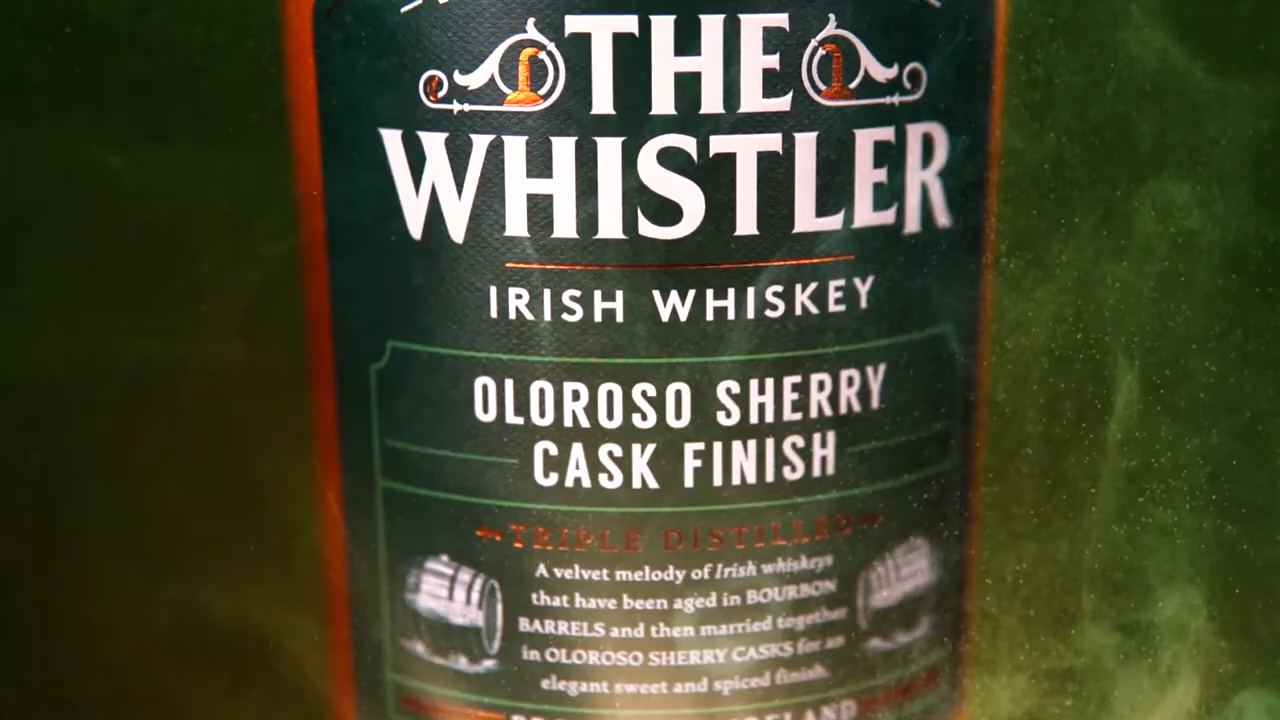 THE
WHISTLER
IRISH WHISKEY
OLOROSO SHERRY
CASK FINISH
TRIPLE DISTILLED
A velvet melody of Irish whiskeys
that have been aged in BOURBON
BARRELS and then married together
in OLOROSO SHERRY CASKS for an
elegant sweet and spiced finish.